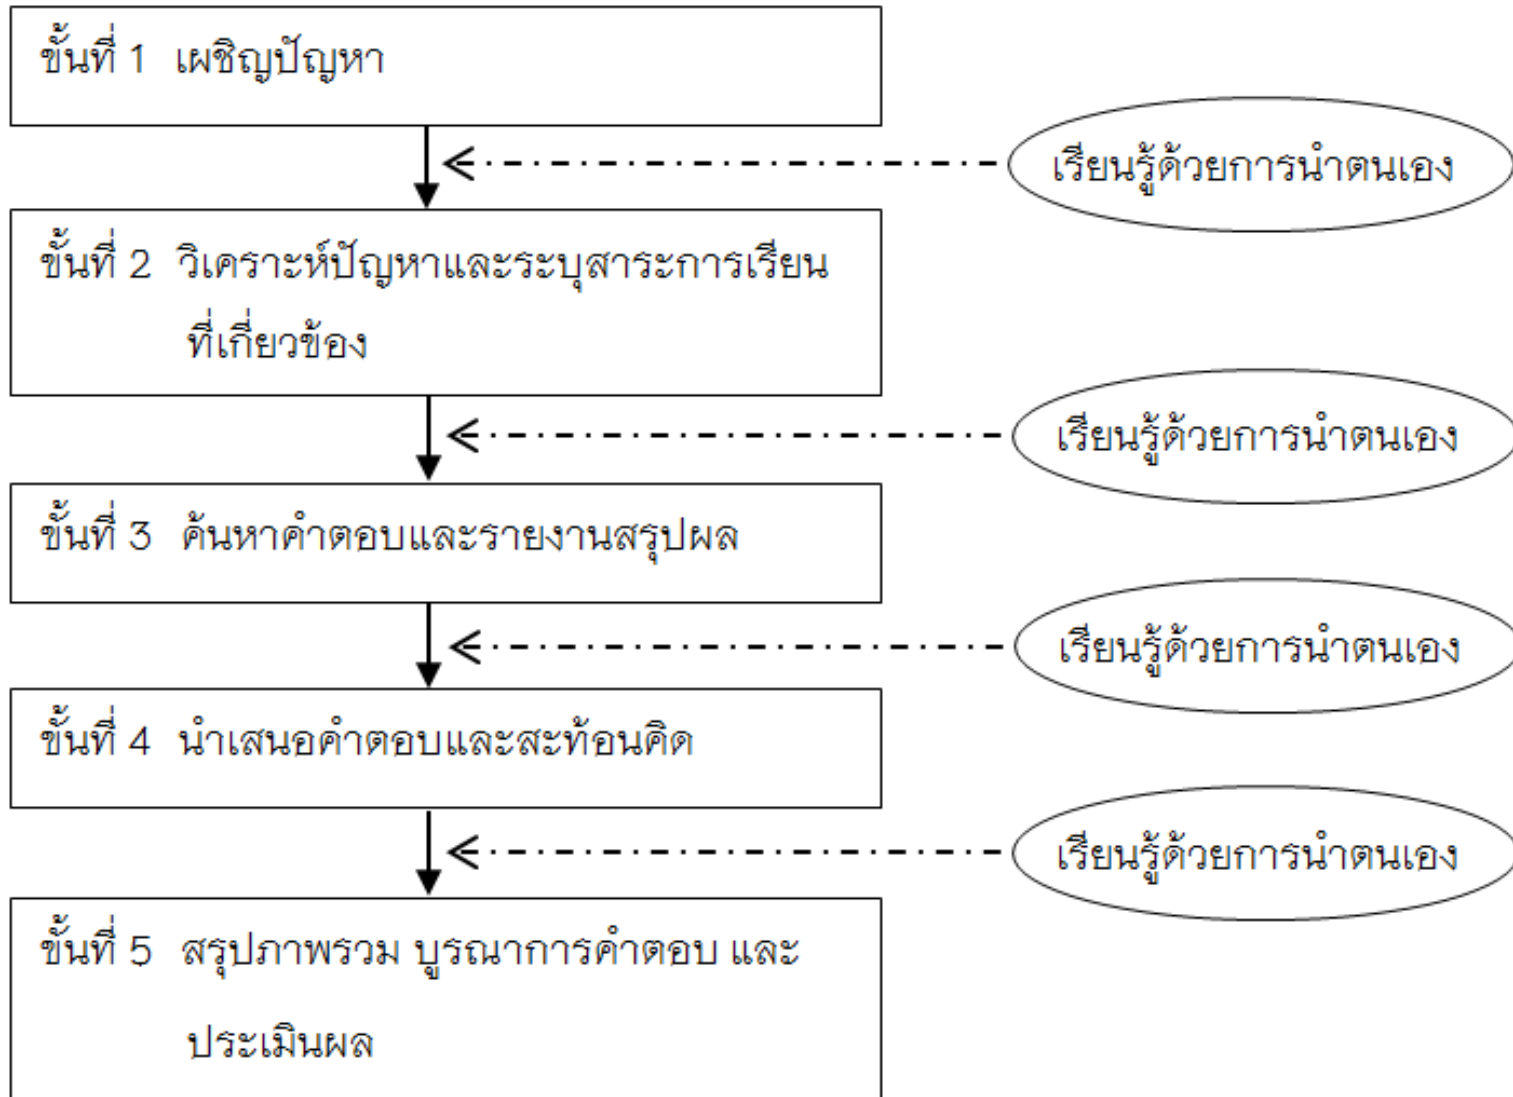 ขั้นที่ 1 เผชิญปัญหา
เรียนรู้ด้วยการนำตนเอง
ขั้นที่ 2 วิเคราะห์ปัญหาและระบุสาระการเรียน
ที่เกี่ยวข้อง
เรียนรู้ด้วยการนำตนเอง
ขั้นที่ 3 ค้นหาคำตอบและรายงานสรุปผล
เรียนรู้ด้วยการนำตนเอง
ขั้นที่ 4 นำเสนอคำตอบและสะท้อนคิด
เรียนรู้ด้วยการนำตนเอง
ขั้นที่ 5 สรุปภาพรวม บูรณาการคำตอบ และ
ประเมินผล